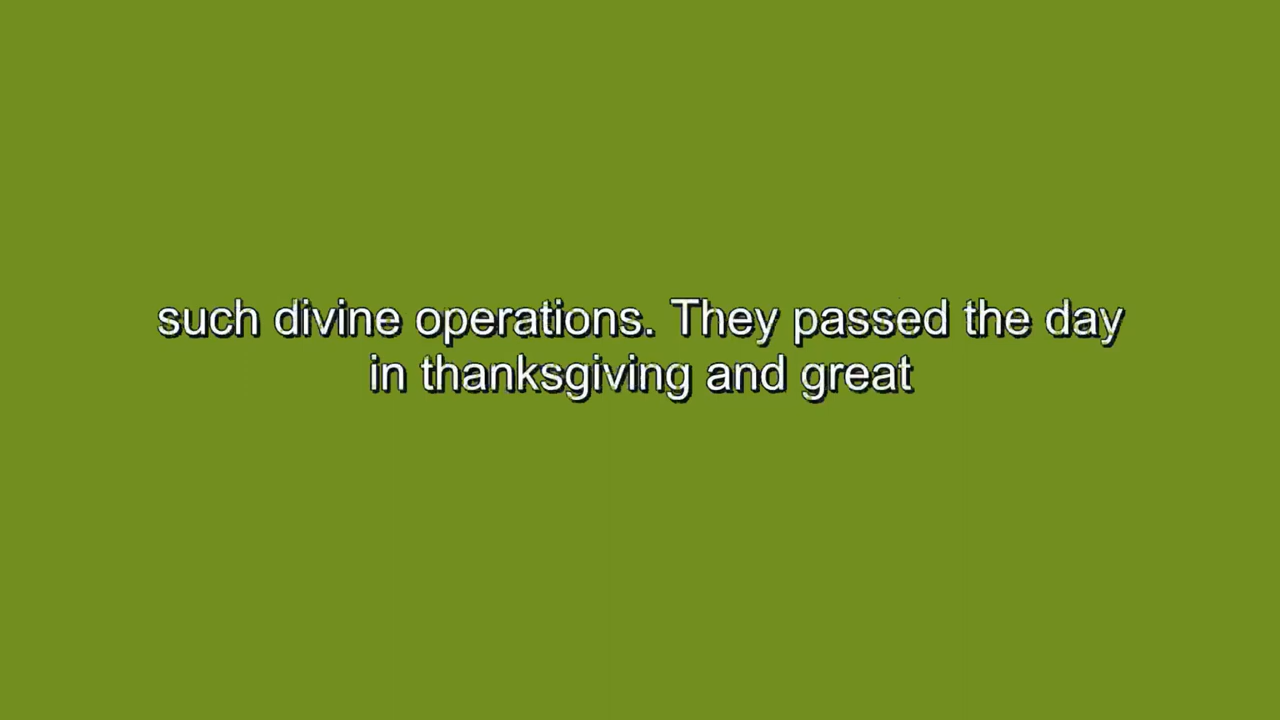 such divine operations. They passed the day
in thanksgiving and great